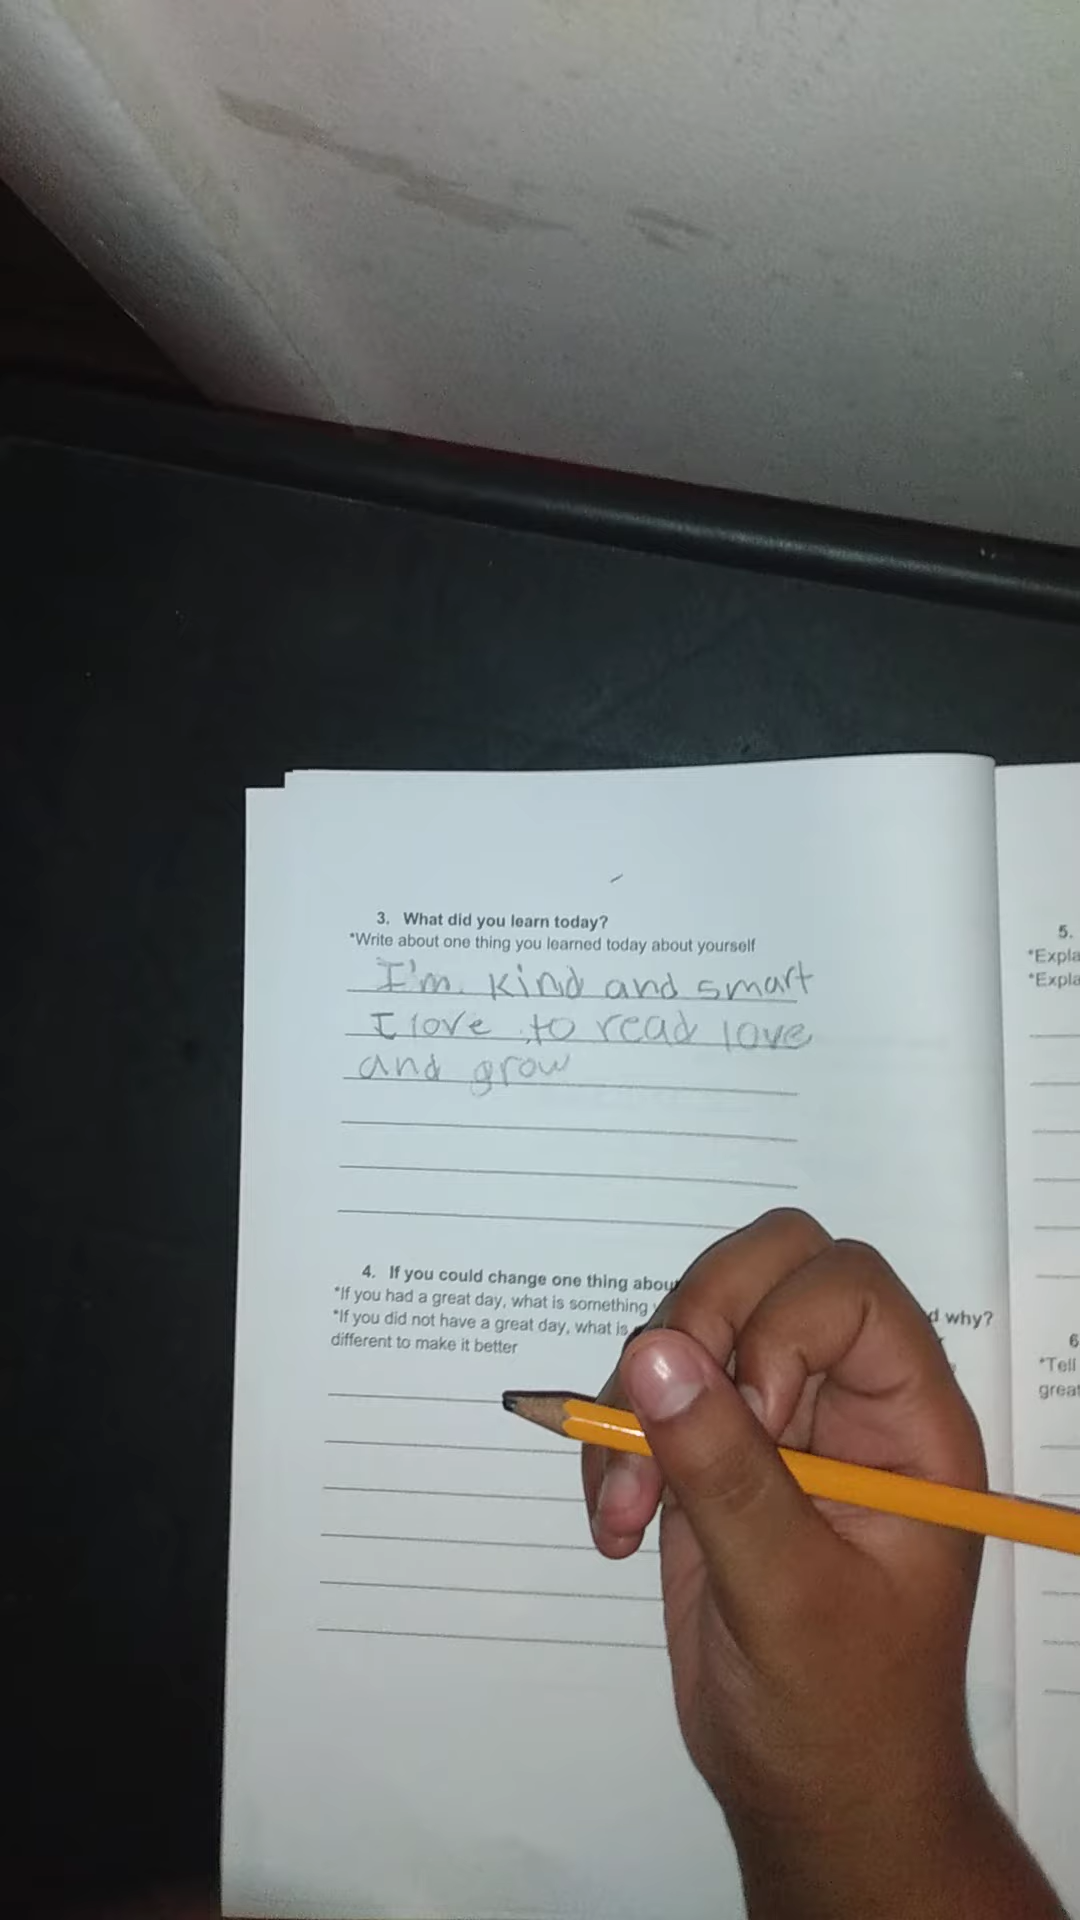 3. What did you learn today?
*Write about one thing you learned today about yourself
I'm kind and smart
I love to read love
and grow
4. If you could change one thing
d why?
*If you had a great day, what is something
*If you did not have a great day, what is
different to make it better
5.
*Expla
*Expla
6
*Tell
great